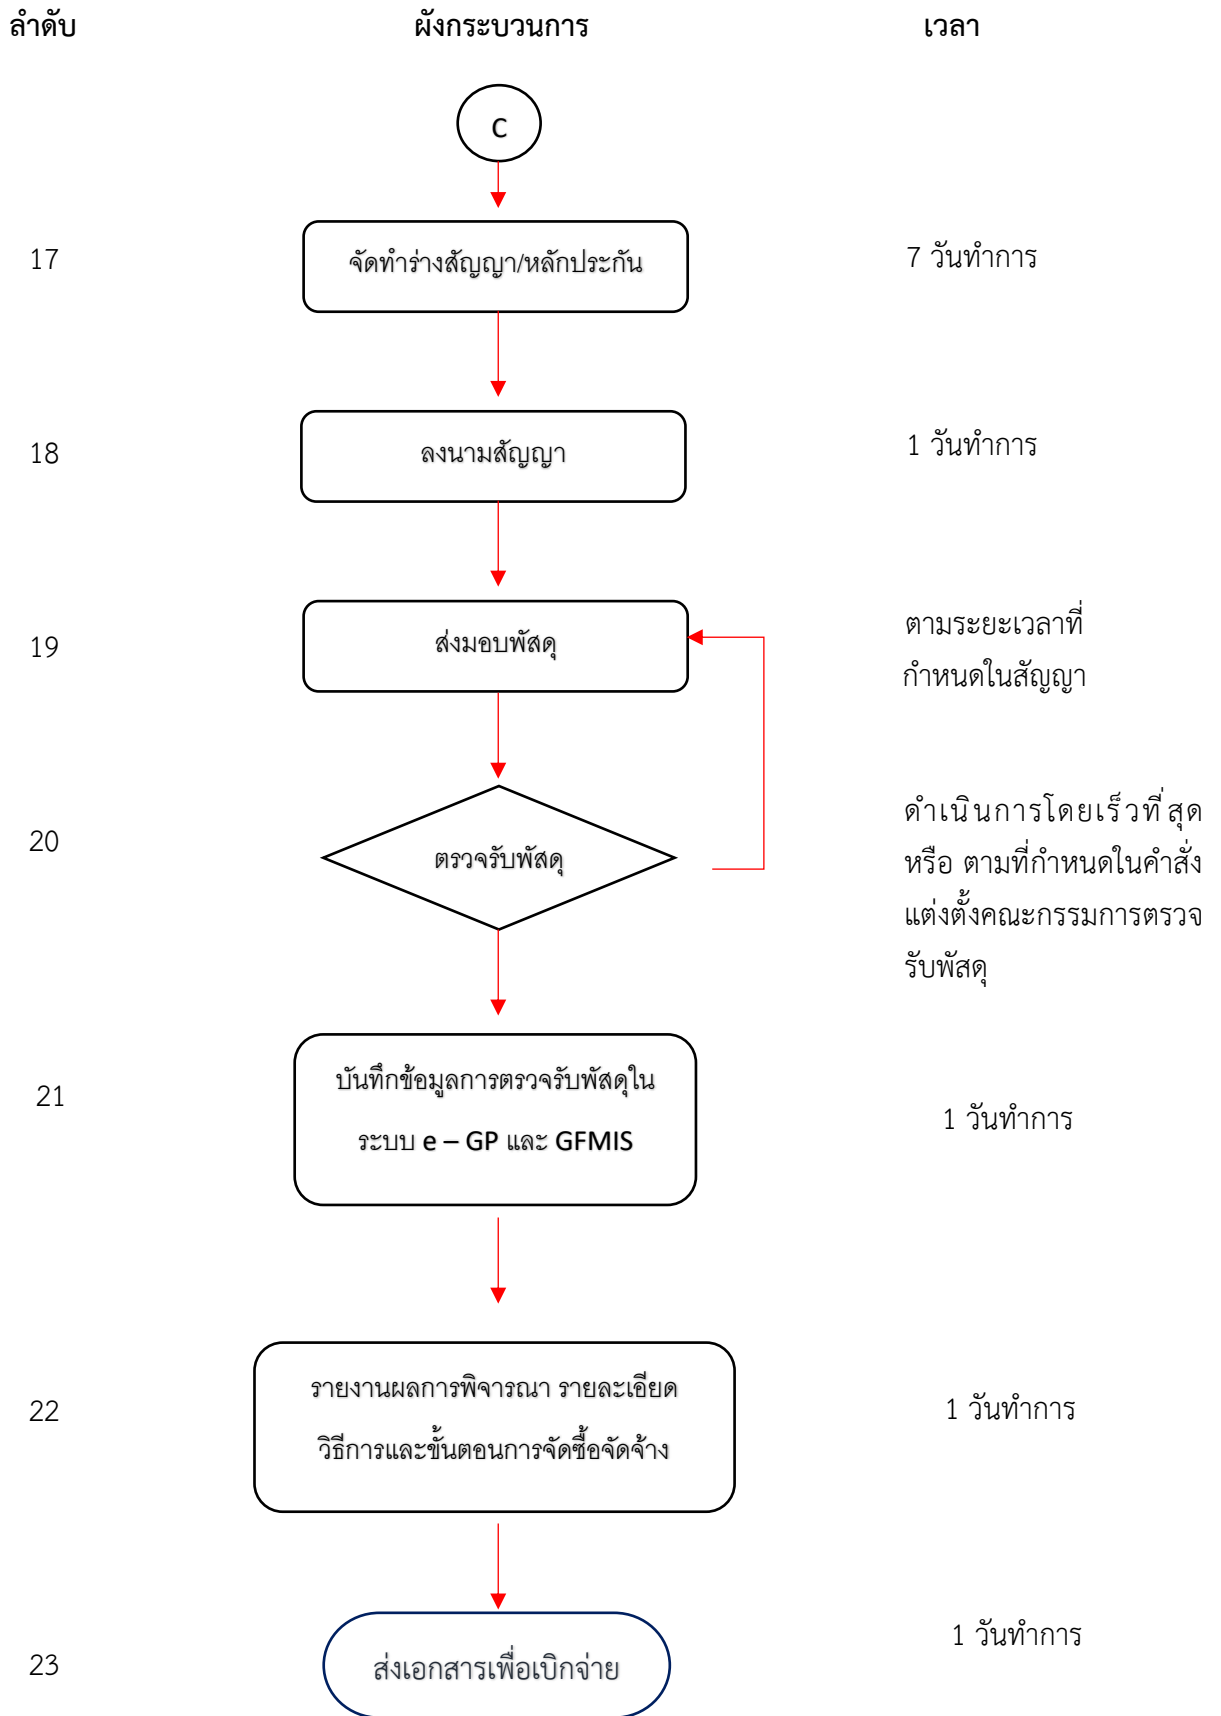 ลำดับ ผังกระบวนการ เวลา
C
17 จัดทำร่างสัญญา/หลักประกัน 7 วันทำการ
18 ลงนามสัญญา 1 วันทำการ
19 ส่งมอบพัสดุ ตามระยะเวลาที่
กำหนดในสัญญา
20 ตรวจรับพัสดุ ดำเนินการโดยเร็วที่สุด
หรือ ตามที่กำหนดในคำสั่ง
แต่งตั้งคณะกรรมการตรวจ
รับพัสดุ
21 บันทึกข้อมูลการตรวจรับพัสดุใน
ระบบ e – GP และ GFMIS 1 วันทำการ
22 รายงานผลการพิจารณา รายละเอียด
วิธีการและขั้นตอนการจัดซื้อจัดจ้าง 1 วันทำการ
23 ส่งเอกสารเพื่อเบิกจ่าย 1 วันทำการ